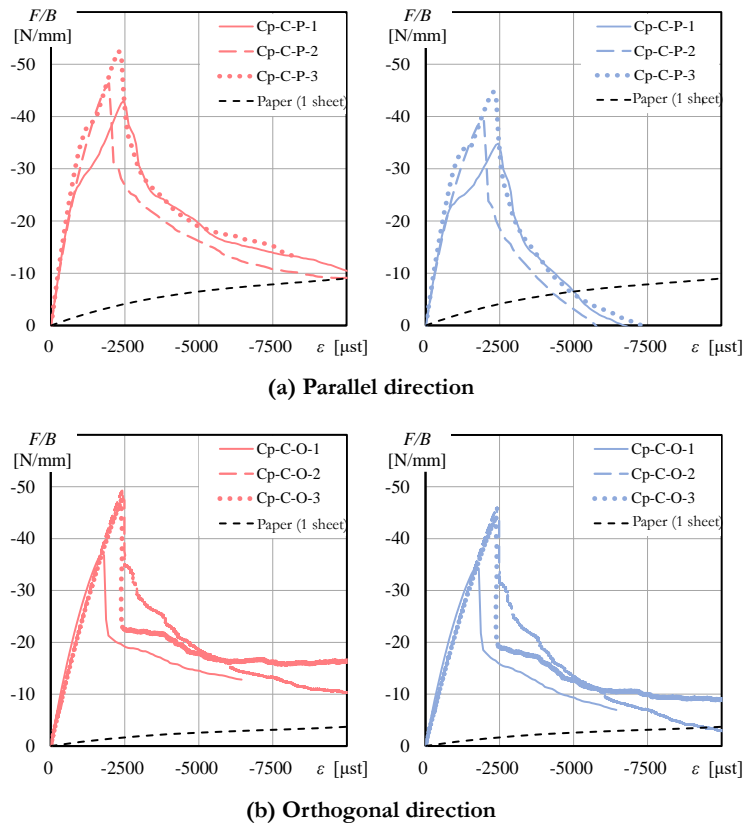 F/B
[N/mm]
-50
-40
-30
-20
-10
0
0
-2500
-5000
-7500
ε [µst]
Cp-C-P-1
Cp-C-P-2
Cp-C-P-3
Paper (1 sheet)
F/B
[N/mm]
-50
-40
-30
-20
-10
0
0
-2500
-5000
-7500
ε [µst]
Cp-C-P-1
Cp-C-P-2
Cp-C-P-3
Paper (1 sheet)
(a) Parallel direction
F/B
[N/mm]
-50
-40
-30
-20
-10
0
0
-2500
-5000
-7500
ε [µst]
Cp-C-O-1
Cp-C-O-2
Cp-C-O-3
Paper (1 sheet)
F/B
[N/mm]
-50
-40
-30
-20
-10
0
0
-2500
-5000
-7500
ε [µst]
Cp-C-O-1
Cp-C-O-2
Cp-C-O-3
Paper (1 sheet)
(b) Orthogonal direction